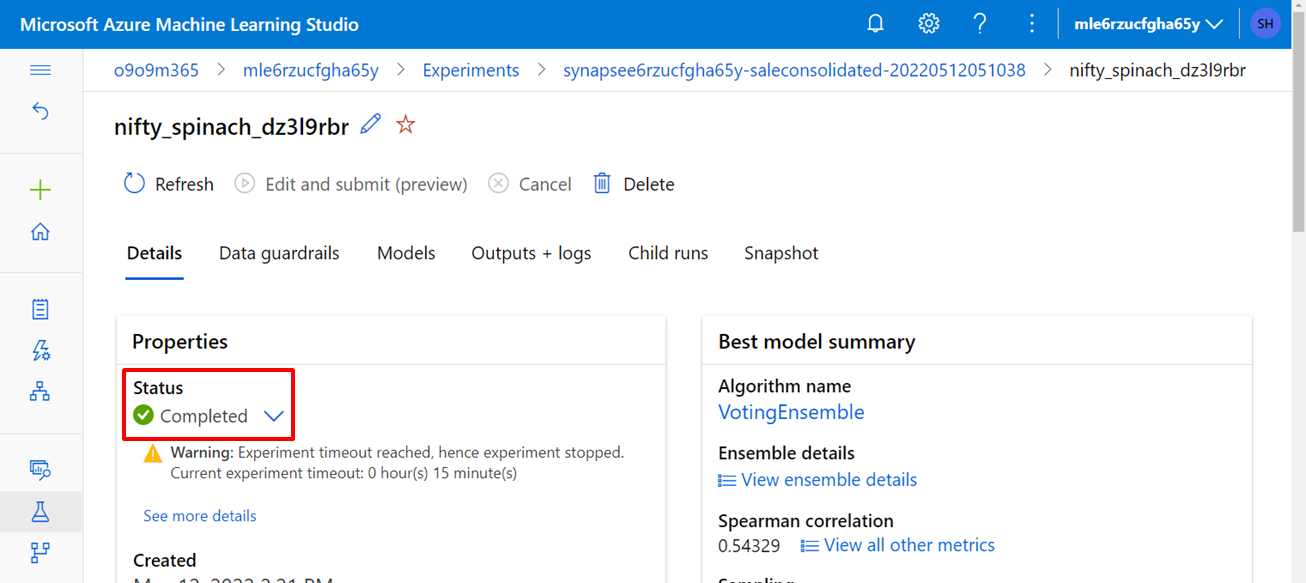 Microsoft Azure Machine Learning Studio
mle6rzucfgha65y
SH
o9o9m365 > mle6rzucfgha65y > Experiments > synapsee6rzucfgha65y-saleconsolidated-20220512051038 > nifty_spinach_dz3l9rbr
nifty_spinach_dz3l9rbr
Refresh Edit and submit (preview) Cancel Delete
Details Data guardrails Models Outputs + logs Child runs Snapshot
Properties
Status
Completed
Warning: Experiment timeout reached, hence experiment stopped.
Current experiment timeout: 0 hour(s) 15 minute(s)
See more details
Created
Best model summary
Algorithm name
VotingEnsemble
Ensemble details
View ensemble details
Spearman correlation
0.54329 View all other metrics